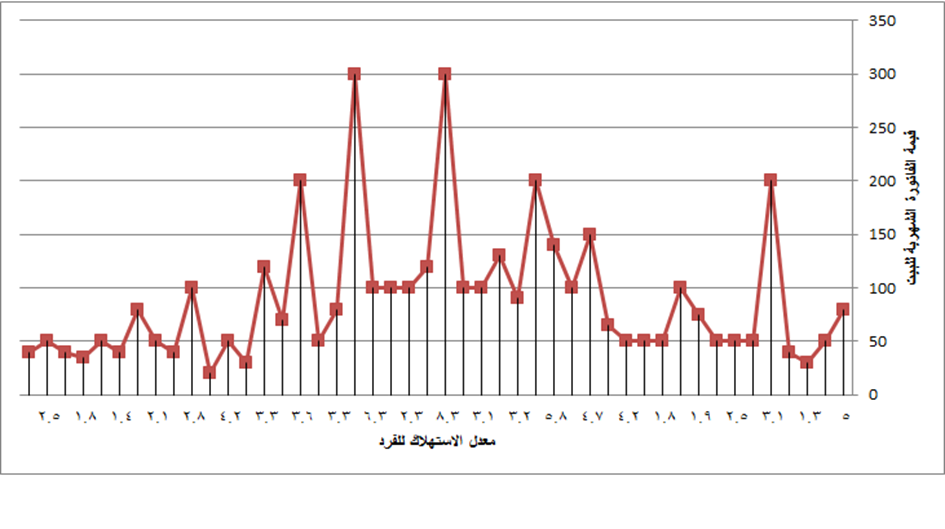 350
300
250
200
150
100
50
0
قيمة الفاتورة الشهرية للبيت
٥ ١.٣ ٣.١ ٢.٥ ١.٩ ١.٨ ٤.٢ ٤.٧ ٥.٨ ٣.٢ ٣.١ ٨.٣ ٢.٣ ٦.٣ ٣.٣ ٣.٦ ٣.٣ ٤.٢ ٢.٨ ٢.١ ١.٤ ١.٨ ٢.٥
معدل الاستهلاك للفرد